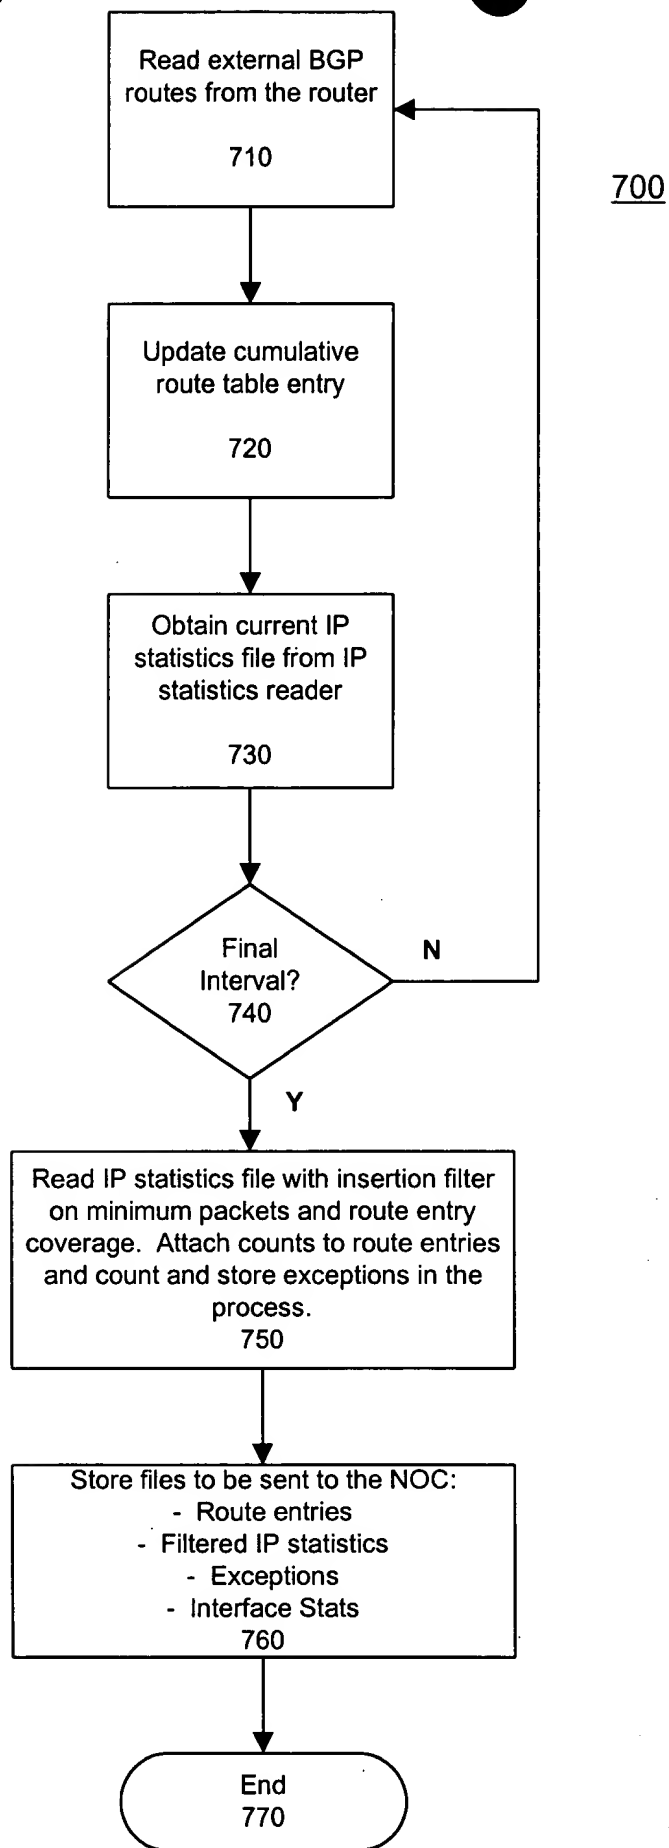 Read external BGP
routes from the router
710
700
Update cumulative
route table entry
720
Obtain current IP
statistics file from IP
statistics reader
730
Final
Interval?
740
N
Y
Read IP statistics file with insertion filter
on minimum packets and route entry
coverage. Attach counts to route entries
and count and store exceptions in the
process.
750
Store files to be sent to the NOC:
- Route entries
- Filtered IP statistics
- Exceptions
- Interface Stats
760
End
770